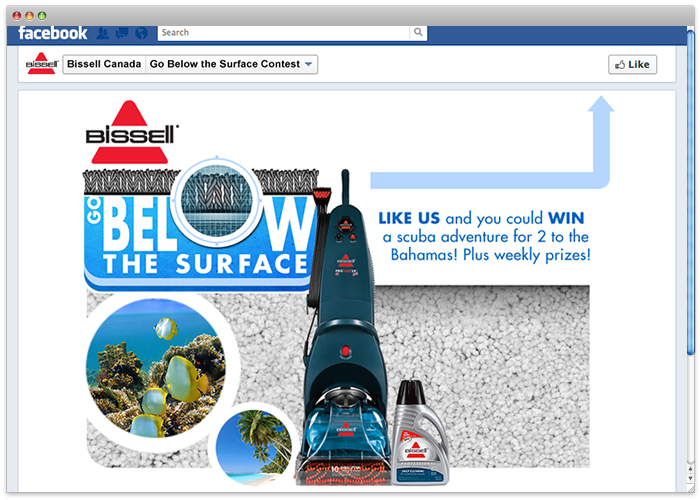 facebook Search
BISSELL Bissell Canada Go Below the Surface Contest Like
BISSELL
GO
BELOW
THE SURFACE
LIKE US and you could WIN
a scuba adventure for 2 to the
Bahamas! Plus weekly prizes!
BISSELL
BISSELL
BISSELL